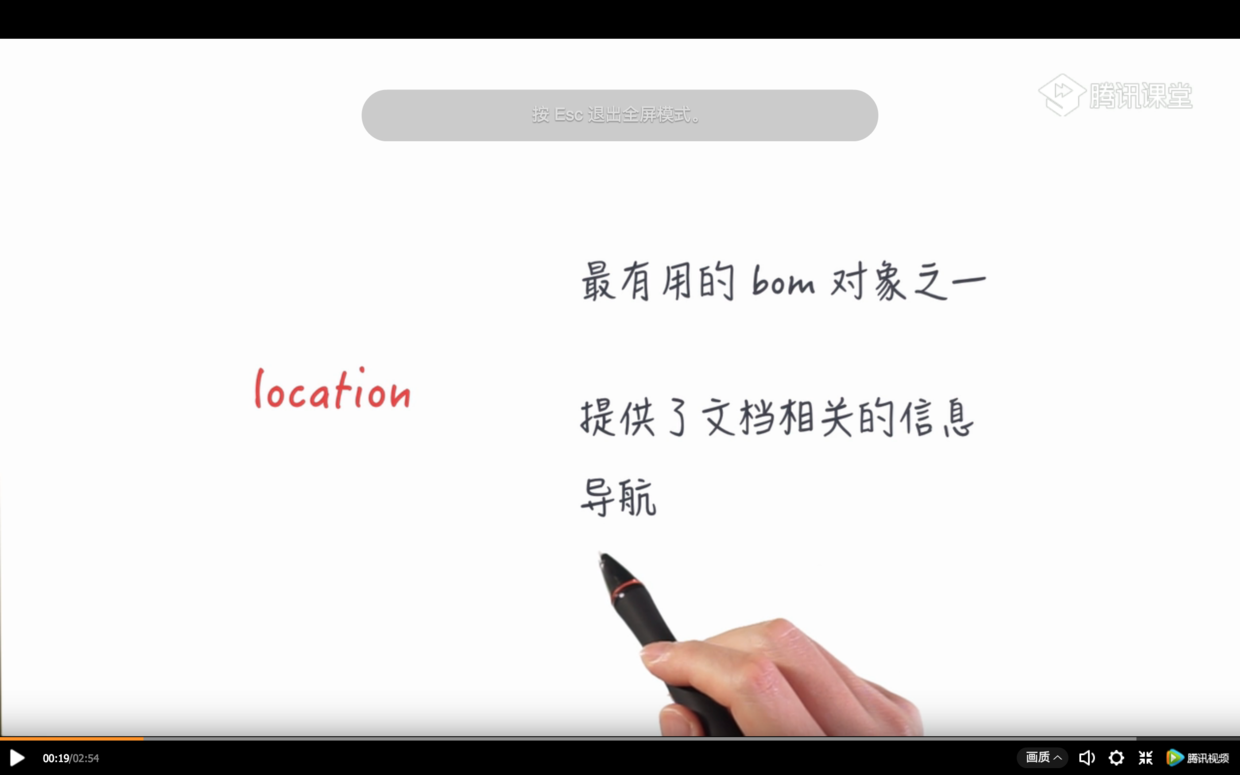 按 Esc 退出全屏模式。
腾讯课堂
最有用的 bom 对象之一
location
提供了文档相关的信息
导航
00:19/02:54
画质
腾讯视频